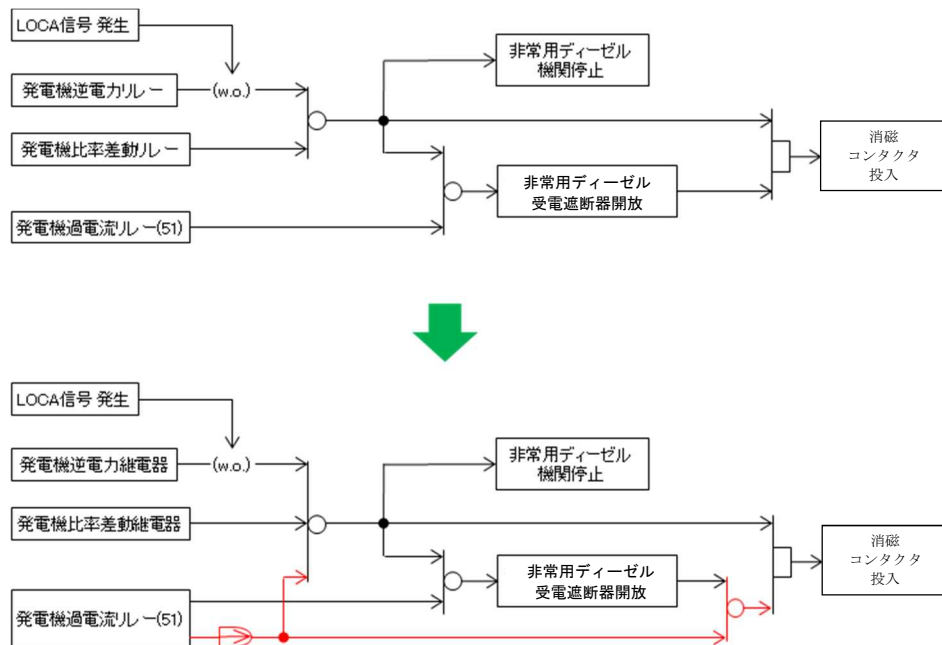 LOCA信号 発生
非常用ディーゼル
機関停止
発電機逆電力リレー
(w.o.)
発電機比率差動リレー
消磁
コンタクタ
投入
非常用ディーゼル
受電遮断器開放
発電機過電流リレー(51)
LOCA信号 発生
非常用ディーゼル
機関停止
発電機逆電力継電器
(w.o.)
発電機比率差動継電器
消磁
コンタクタ
投入
非常用ディーゼル
受電遮断器開放
発電機過電流リレー(51)